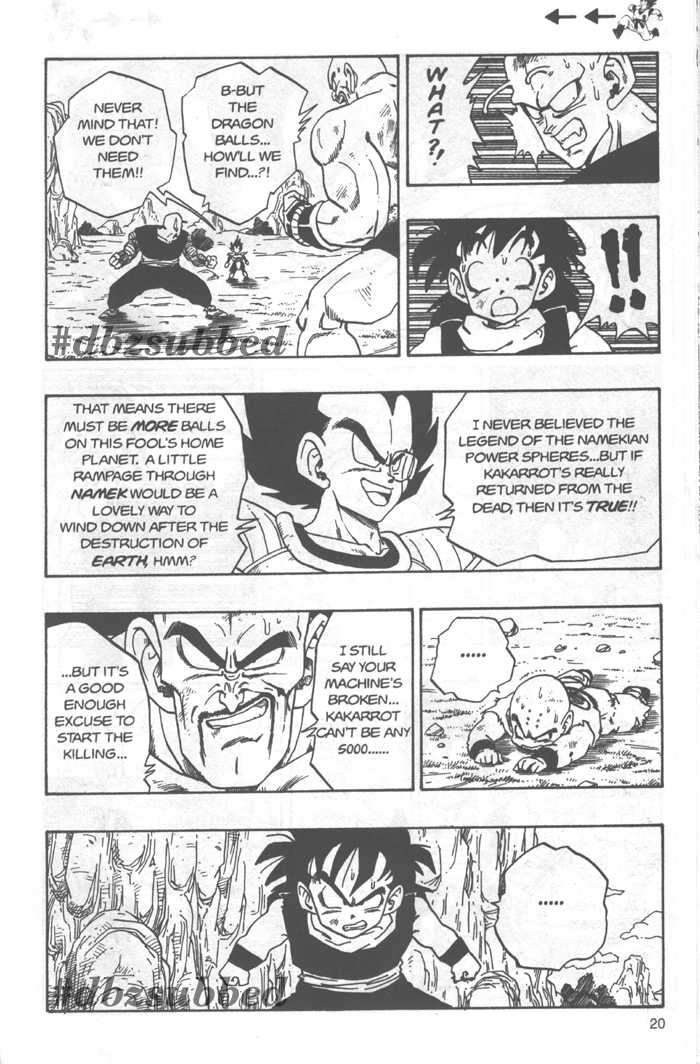 WHAT?!
B-BUT
THE
DRAGON
BALLS...
HOW'LL WE
FIND...?!
NEVER
MIND THAT!
WE DON'T
NEED
THEM!!
!!
#dbzsubbed
I NEVER BELIEVED THE
LEGEND OF THE NAMEKIAN
POWER SPHERES...BUT IF
KAKARROT'S REALLY
RETURNED FROM THE
DEAD, THEN IT'S TRUE!!
THAT MEANS THERE
MUST BE MORE BALLS
ON THIS FOOL'S HOME
PLANET. A LITTLE
RAMPAGE THROUGH
NAMEK WOULD BE A
LOVELY WAY TO
WIND DOWN AFTER THE
DESTRUCTION OF
EARTH, HMM?
.....
I STILL
SAY YOUR
MACHINE'S
BROKEN...
KAKARROT
CAN'T BE ANY
5000......
...BUT IT'S
A GOOD
ENOUGH
EXCUSE TO
START THE
KILLING...
.....
#dbzsubbed
20